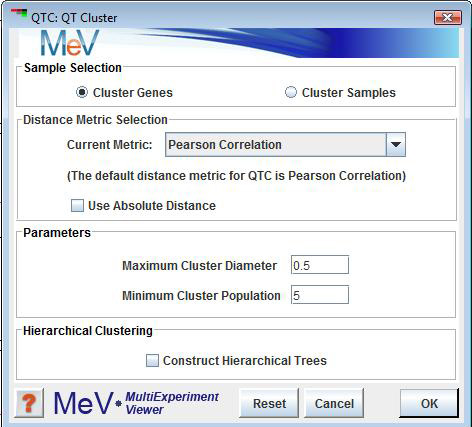 QTC: QT Cluster
MeV
Sample Selection
Cluster Genes Cluster Samples
Distance Metric Selection
Current Metric: Pearson Correlation
(The default distance metric for QTC is Pearson Correlation)
Use Absolute Distance
Parameters
Maximum Cluster Diameter 0.5
Minimum Cluster Population 5
Hierarchical Clustering
Construct Hierarchical Trees
? MeV MultiExperiment Viewer Reset Cancel OK